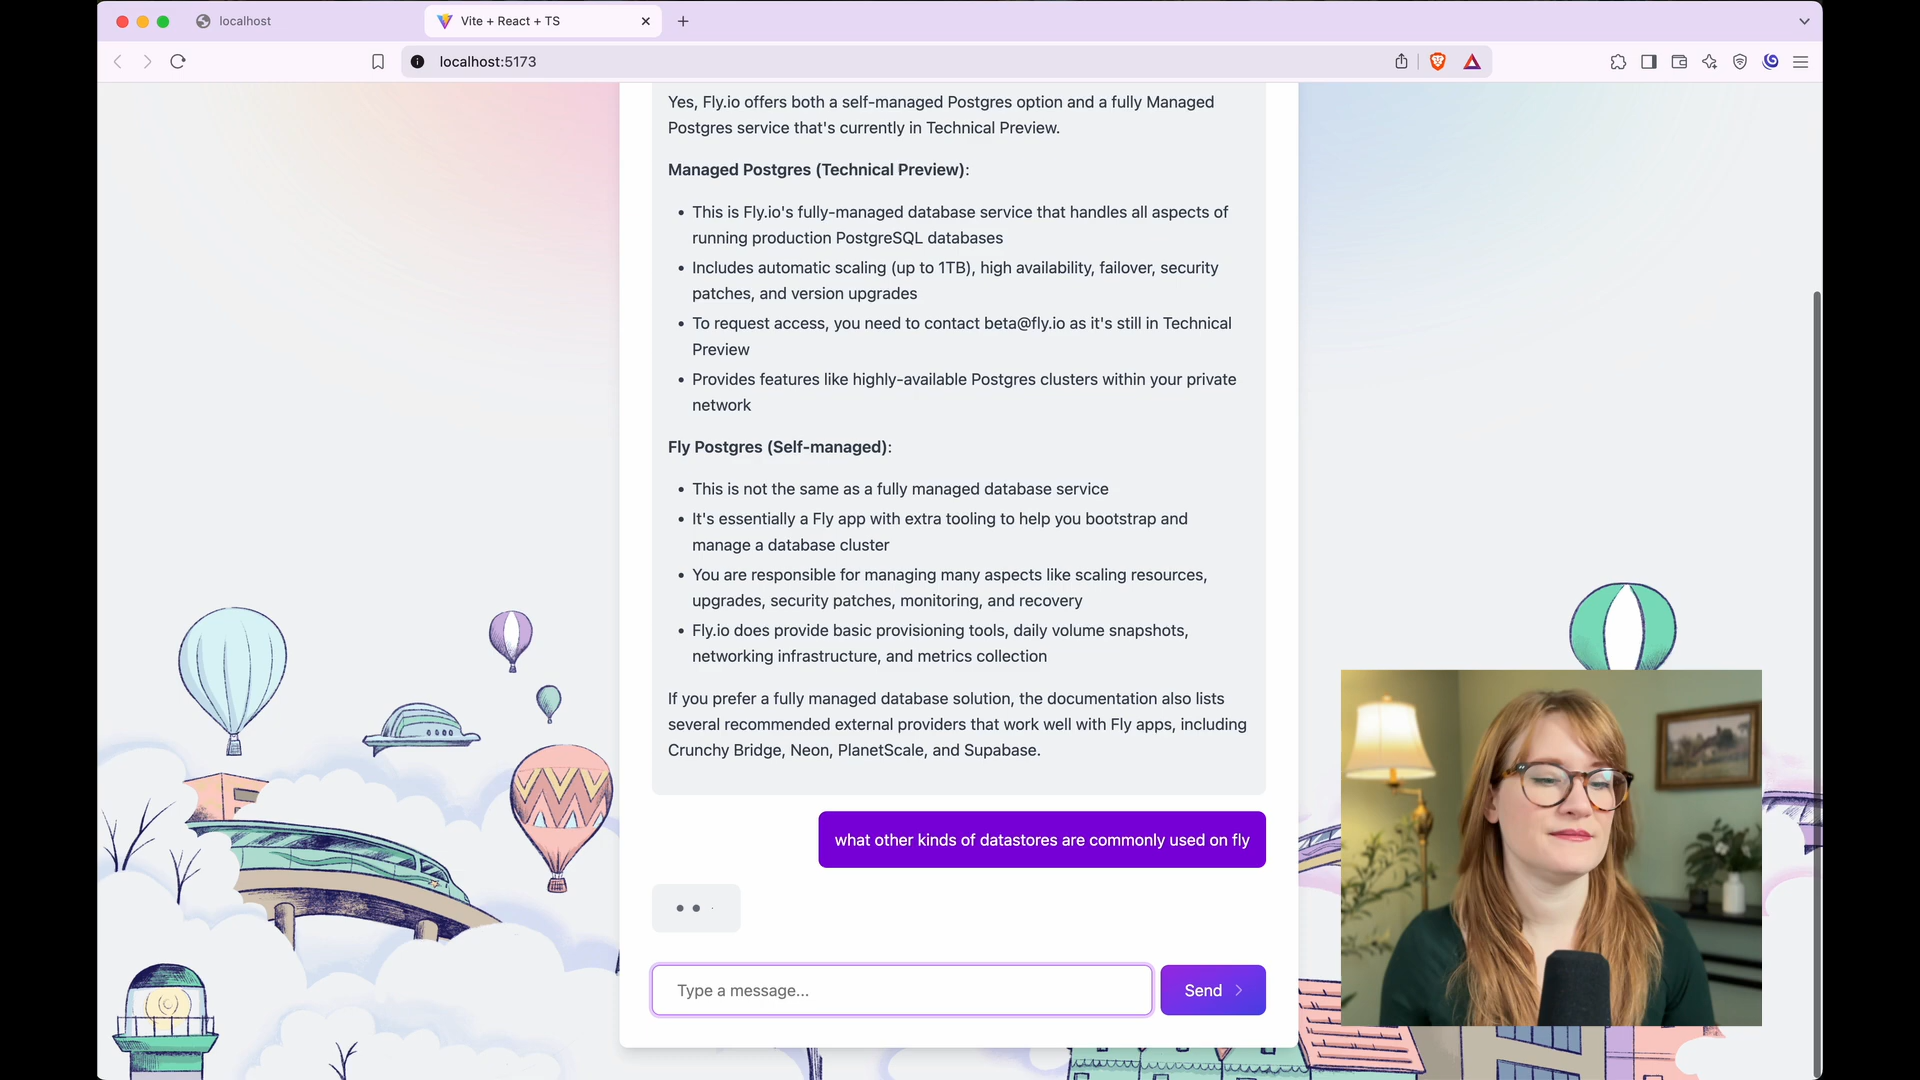 localhost
Vite + React + TS
localhost:5173
Yes, Fly.io offers both a self-managed Postgres option and a fully Managed
Postgres service that's currently in Technical Preview.
Managed Postgres (Technical Preview):
• This is Fly.io's fully-managed database service that handles all aspects of
running production PostgreSQL databases
• Includes automatic scaling (up to 1TB), high availability, failover, security
patches, and version upgrades
• To request access, you need to contact beta@fly.io as it's still in Technical
Preview
• Provides features like highly-available Postgres clusters within your private
network
Fly Postgres (Self-managed):
• This is not the same as a fully managed database service
• It's essentially a Fly app with extra tooling to help you bootstrap and
manage a database cluster
• You are responsible for managing many aspects like scaling resources,
upgrades, security patches, monitoring, and recovery
• Fly.io does provide basic provisioning tools, daily volume snapshots,
networking infrastructure, and metrics collection
If you prefer a fully managed database solution, the documentation also lists
several recommended external providers that work well with Fly apps, including
Crunchy Bridge, Neon, PlanetScale, and Supabase.
what other kinds of datastores are commonly used on fly
Type a message...
Send